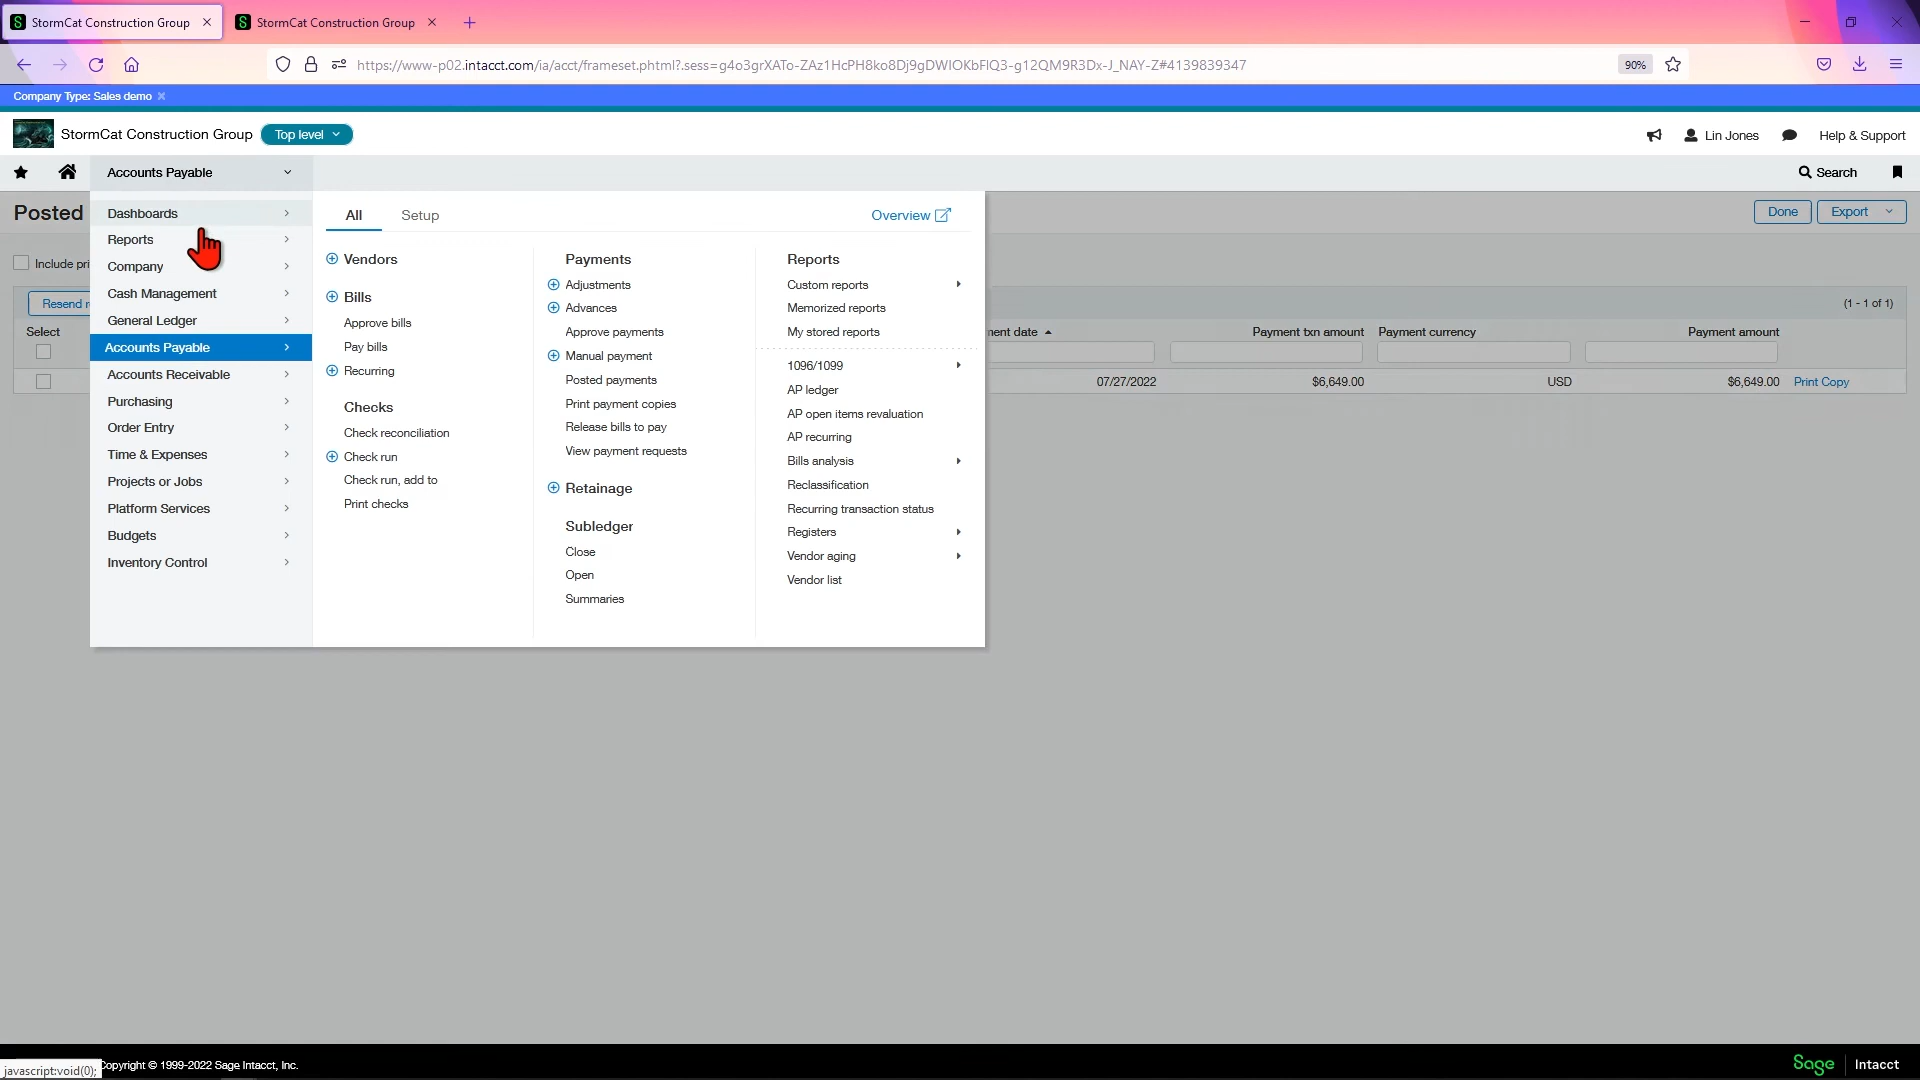 StormCat Construction Group
StormCat Construction Group
https://www-p02.intacct.com/ia/acct/frameset.phtml?.sess=g4o3grXATo-ZAz1HcPH8ko8Dj9gDWIOKbFlQ3-g12QM9R3Dx-J_NAY-Z#4139839347
90%
Company Type: Sales demo
StormCat Construction Group
Top level
Lin Jones
Help & Support
Accounts Payable
Search
Posted
Done
Export
Include pri
Resend r
(1 - 1 of 1)
Select
ment date
Payment txn amount
Payment currency
Payment amount
07/27/2022
$6,649.00
USD
$6,649.00
Print Copy
Dashboards
Reports
Company
Cash Management
General Ledger
Accounts Payable
Accounts Receivable
Purchasing
Order Entry
Time & Expenses
Projects or Jobs
Platform Services
Budgets
Inventory Control
All
Setup
Overview
Vendors
Bills
Approve bills
Pay bills
Recurring
Checks
Check reconciliation
Check run
Check run, add to
Print checks
Payments
Adjustments
Advances
Approve payments
Manual payment
Posted payments
Print payment copies
Release bills to pay
View payment requests
Retainage
Subledger
Close
Open
Summaries
Reports
Custom reports
Memorized reports
My stored reports
1096/1099
AP ledger
AP open items revaluation
AP recurring
Bills analysis
Reclassification
Recurring transaction status
Registers
Vendor aging
Vendor list
javascript:void(0);
Copyright © 1999-2022 Sage Intacct, Inc.
Sage
Intacct